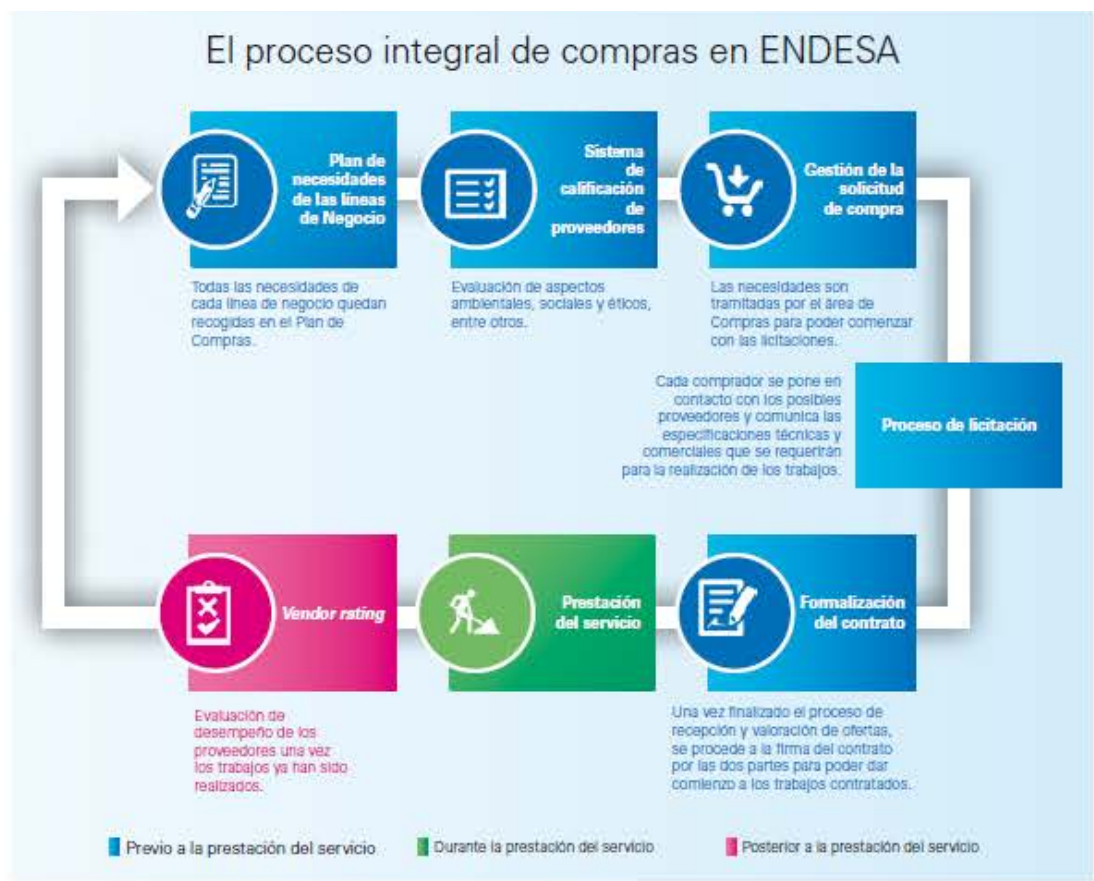 El proceso integral de compras en ENDESA
Plan de
necesidades
de las líneas
de Negocio
Todas las necesidades de
cada línea de negocio quedan
recogidas en el Plan de
Compras.
Sistema
de
calificación
de
proveedores
Evaluación de aspectos
ambientales, sociales y éticos,
entre otros.
Gestión de la
solicitud
de compra
Las necesidades son
tramitadas por el área de
Compras para poder comenzar
con las licitaciones.
Cada comprador se pone en
contacto con los posibles
proveedores y comunica las
especificaciones técnicas y
comerciales que se requerirán
para la realización de los trabajos.
Proceso de licitación
Vendor rating
Evaluación de
desempeño de los
proveedores una vez
los trabajos ya han sido
realizados.
Prestación
del servicio
Formalización
del contrato
Una vez finalizado el proceso de
recepción y valoración de ofertas,
se procede a la firma del contrato
por las dos partes para poder dar
comienzo a los trabajos contratados.
Previo a la prestación del servicio
Durante la prestación del servicio
Posterior a la prestación del servicio